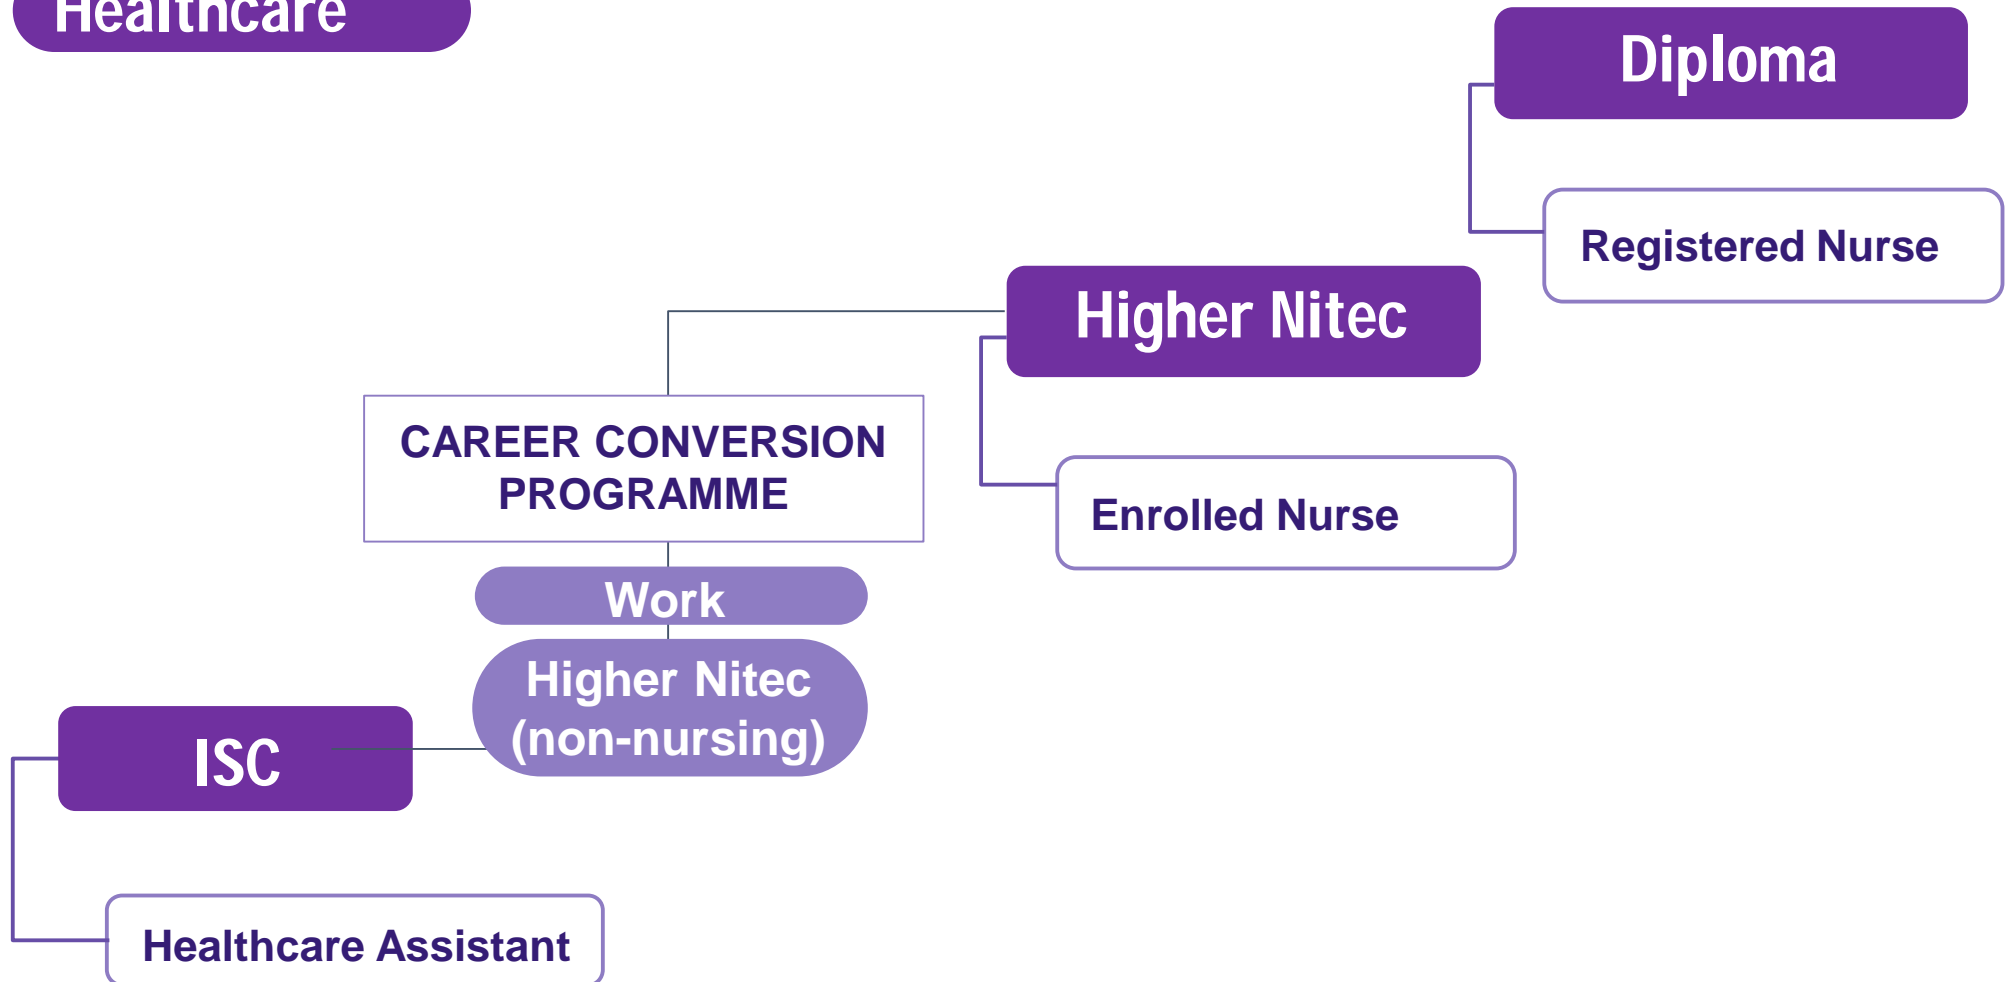 Healthcare
Diploma
Registered Nurse
Higher Nitec
CAREER CONVERSION
PROGRAMME
Enrolled Nurse
Work
Higher Nitec
(non-nursing)
ISC
Healthcare Assistant